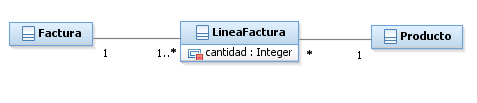 Factura
LineaFactura
Producto
cantidad : Integer
1
1..*
*
1